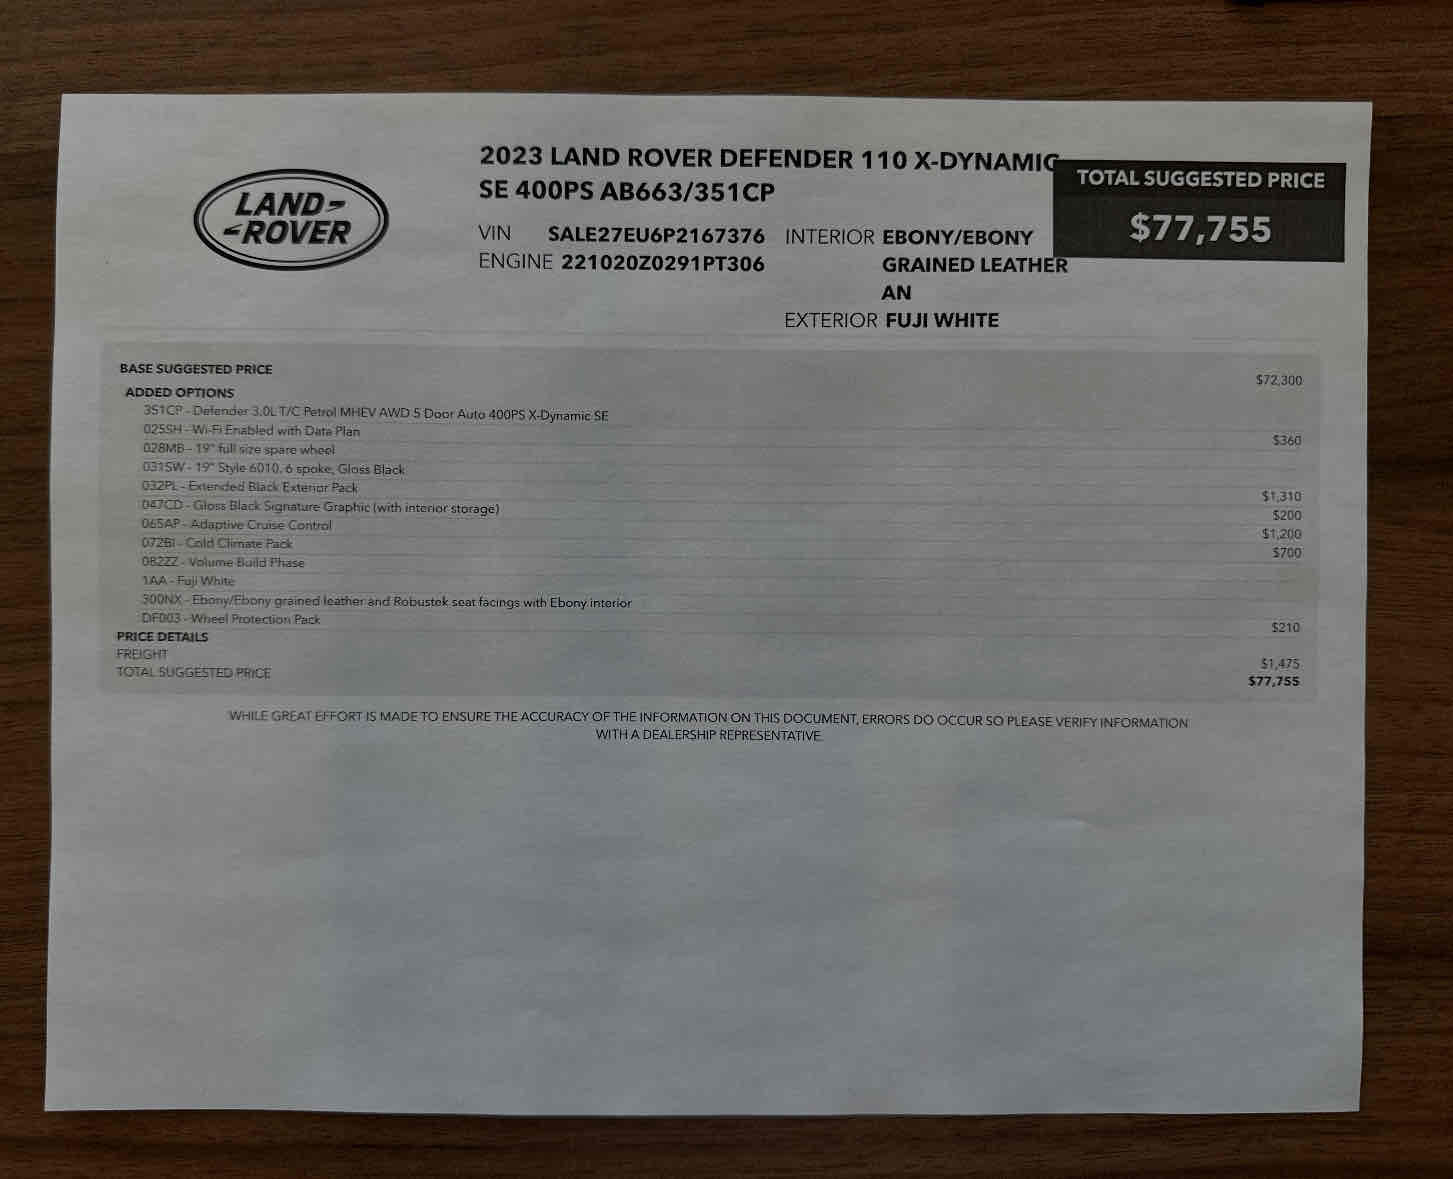 2023 LAND ROVER DEFENDER 110 X-DYNAMIC
SE 400PS AB663/351CP
TOTAL SUGGESTED PRICE
$77,755
LAND-
-ROVER
VIN SALE27EU6P2167376 INTERIOR EBONY/EBONY
ENGINE 221020Z0291PT306 GRAINED LEATHER
AN
EXTERIOR FUJI WHITE
BASE SUGGESTED PRICE $72,300
ADDED OPTIONS
351CP - Defender 3.0L T/C Petrol MHEV AWD 5 Door Auto 400PS X-Dynamic SE
025SH - Wi-Fi Enabled with Data Plan $360
028MB - 19" full size spare wheel
031SW - 19" Style 6010, 6 spoke, Gloss Black
032PL - Extended Black Exterior Pack $1,310
047CD - Gloss Black Signature Graphic (with interior storage) $200
065AP - Adaptive Cruise Control $1,200
072BI - Cold Climate Pack $700
082ZZ - Volume Build Phase
1AA - Fuji White
300NX - Ebony/Ebony grained leather and Robustek seat facings with Ebony interior
DF003 - Wheel Protection Pack $210
PRICE DETAILS
FREIGHT $1,475
TOTAL SUGGESTED PRICE $77,755
WHILE GREAT EFFORT IS MADE TO ENSURE THE ACCURACY OF THE INFORMATION ON THIS DOCUMENT, ERRORS DO OCCUR SO PLEASE VERIFY INFORMATION
WITH A DEALERSHIP REPRESENTATIVE.